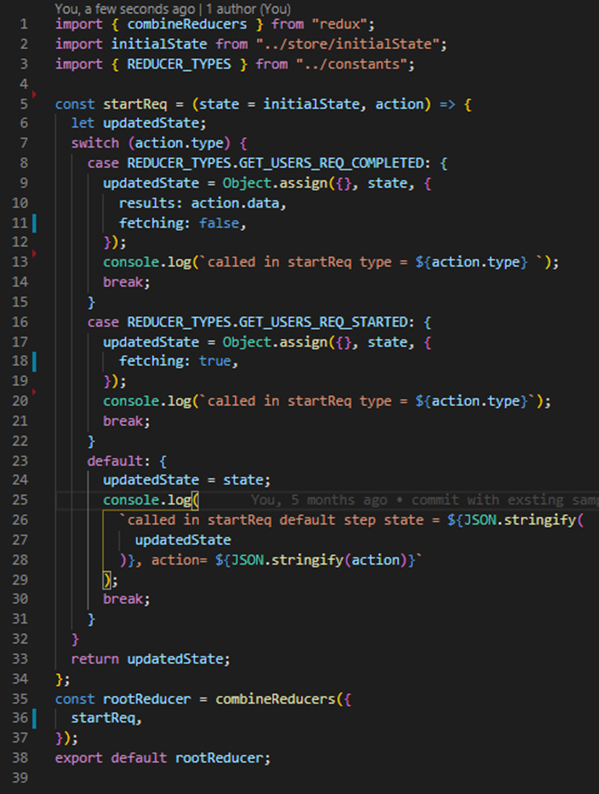 You, a few seconds ago | 1 author (You)
1 import { combineReducers } from "redux";
2 import initialState from "../store/initialState";
3 import { REDUCER_TYPES } from "../constants";
4
5 const startReq = (state = initialState, action) => {
6   let updatedState;
7   switch (action.type) {
8     case REDUCER_TYPES.GET_USERS_REQ_COMPLETED: {
9       updatedState = Object.assign({}, state, {
10         results: action.data,
11         fetching: false,
12       });
13       console.log(`called in startReq type = ${action.type} `);
14       break;
15     }
16     case REDUCER_TYPES.GET_USERS_REQ_STARTED: {
17       updatedState = Object.assign({}, state, {
18         fetching: true,
19       });
20       console.log(`called in startReq type = ${action.type}`);
21       break;
22     }
23     default: {
24       updatedState = state;
25       console.log( You, 5 months ago • commit with exsting sam
26         `called in startReq default step state = ${JSON.stringify(
27           updatedState
28         )}, action= ${JSON.stringify(action)}`
29       );
30       break;
31     }
32   }
33   return updatedState;
34 };
35 const rootReducer = combineReducers({
36   startReq,
37 });
38 export default rootReducer;
39